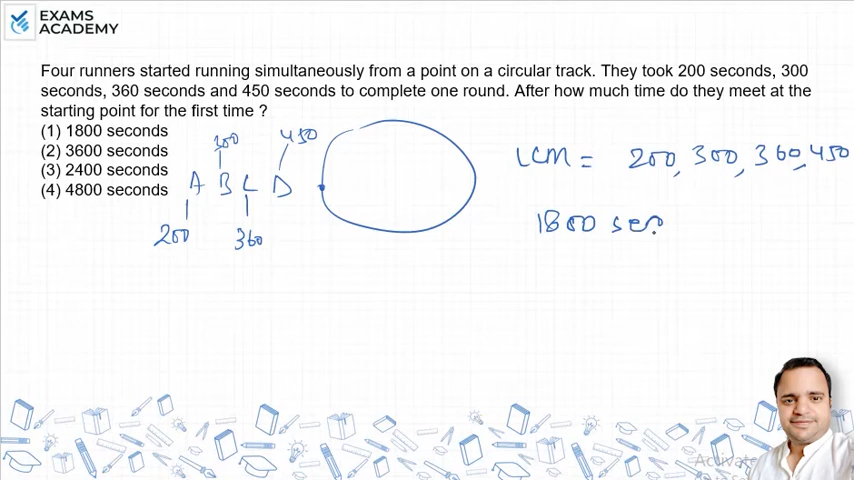 EXAMS
ACADEMY
Four runners started running simultaneously from a point on a circular track. They took 200 seconds, 300
seconds, 360 seconds and 450 seconds to complete one round. After how much time do they meet at the
starting point for the first time ?
(1) 1800 seconds
(2) 3600 seconds
(3) 2400 seconds
(4) 4800 seconds
300 450
A B C D
200 360
LCM = 200, 300, 360, 450
1800 sec.
Activate